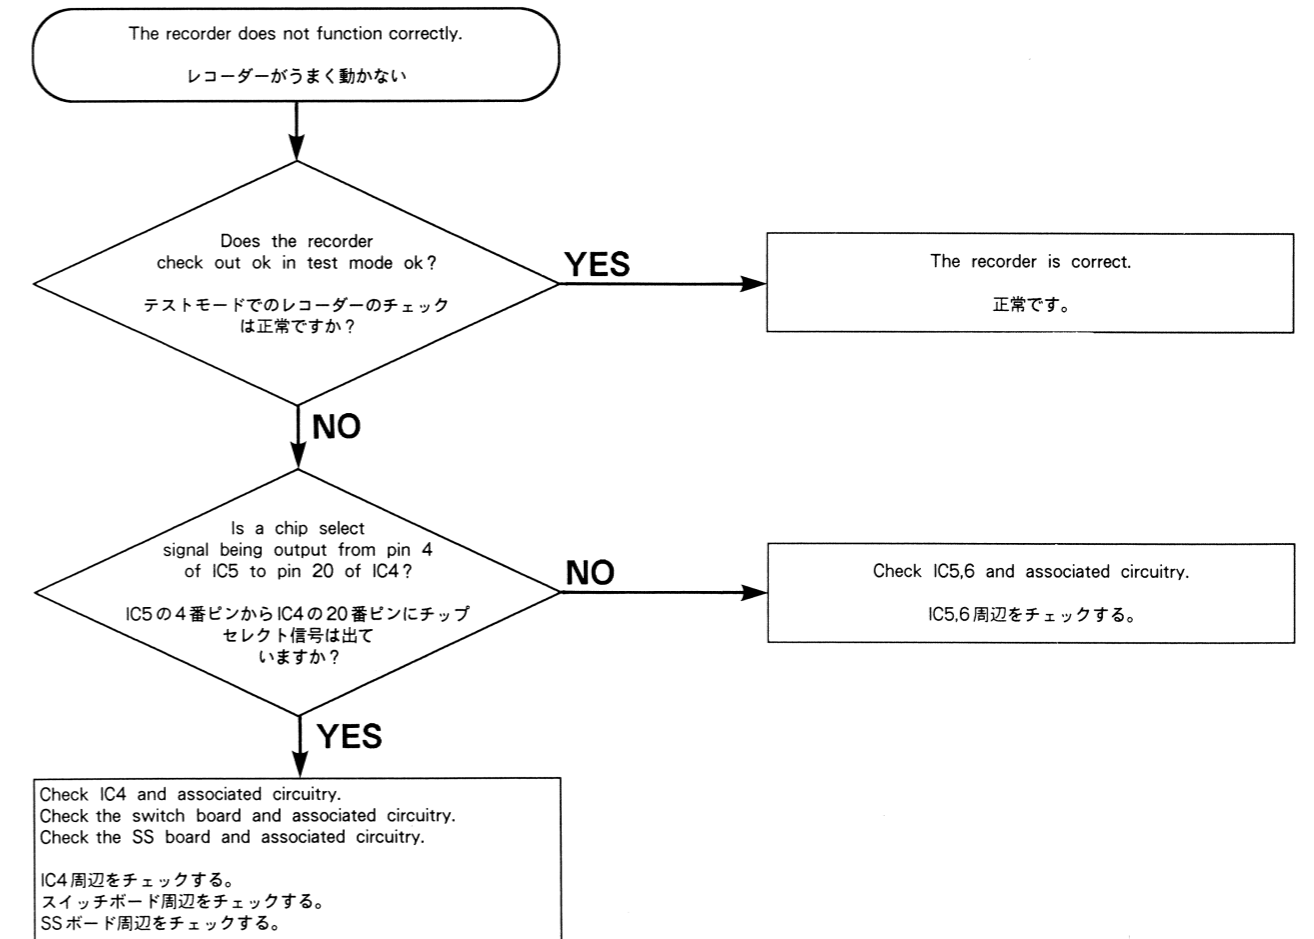 The recorder does not function correctly.
レコーダーがうまく動かない
Does the recorder
check out ok in test mode ok?
テストモードでのレコーダーのチェック
は正常ですか？
YES
The recorder is correct.
正常です。
NO
Is a chip select
signal being output from pin 4
of IC5 to pin 20 of IC4?
IC5の4番ピンからIC4の20番ピンにチップ
セレクト信号は出て
いますか？
NO
Check IC5,6 and associated circuitry.
IC5,6周辺をチェックする。
YES
Check IC4 and associated circuitry.
Check the switch board and associated circuitry.
Check the SS board and associated circuitry.
IC4周辺をチェックする。
スイッチボード周辺をチェックする。
SSボード周辺をチェックする。